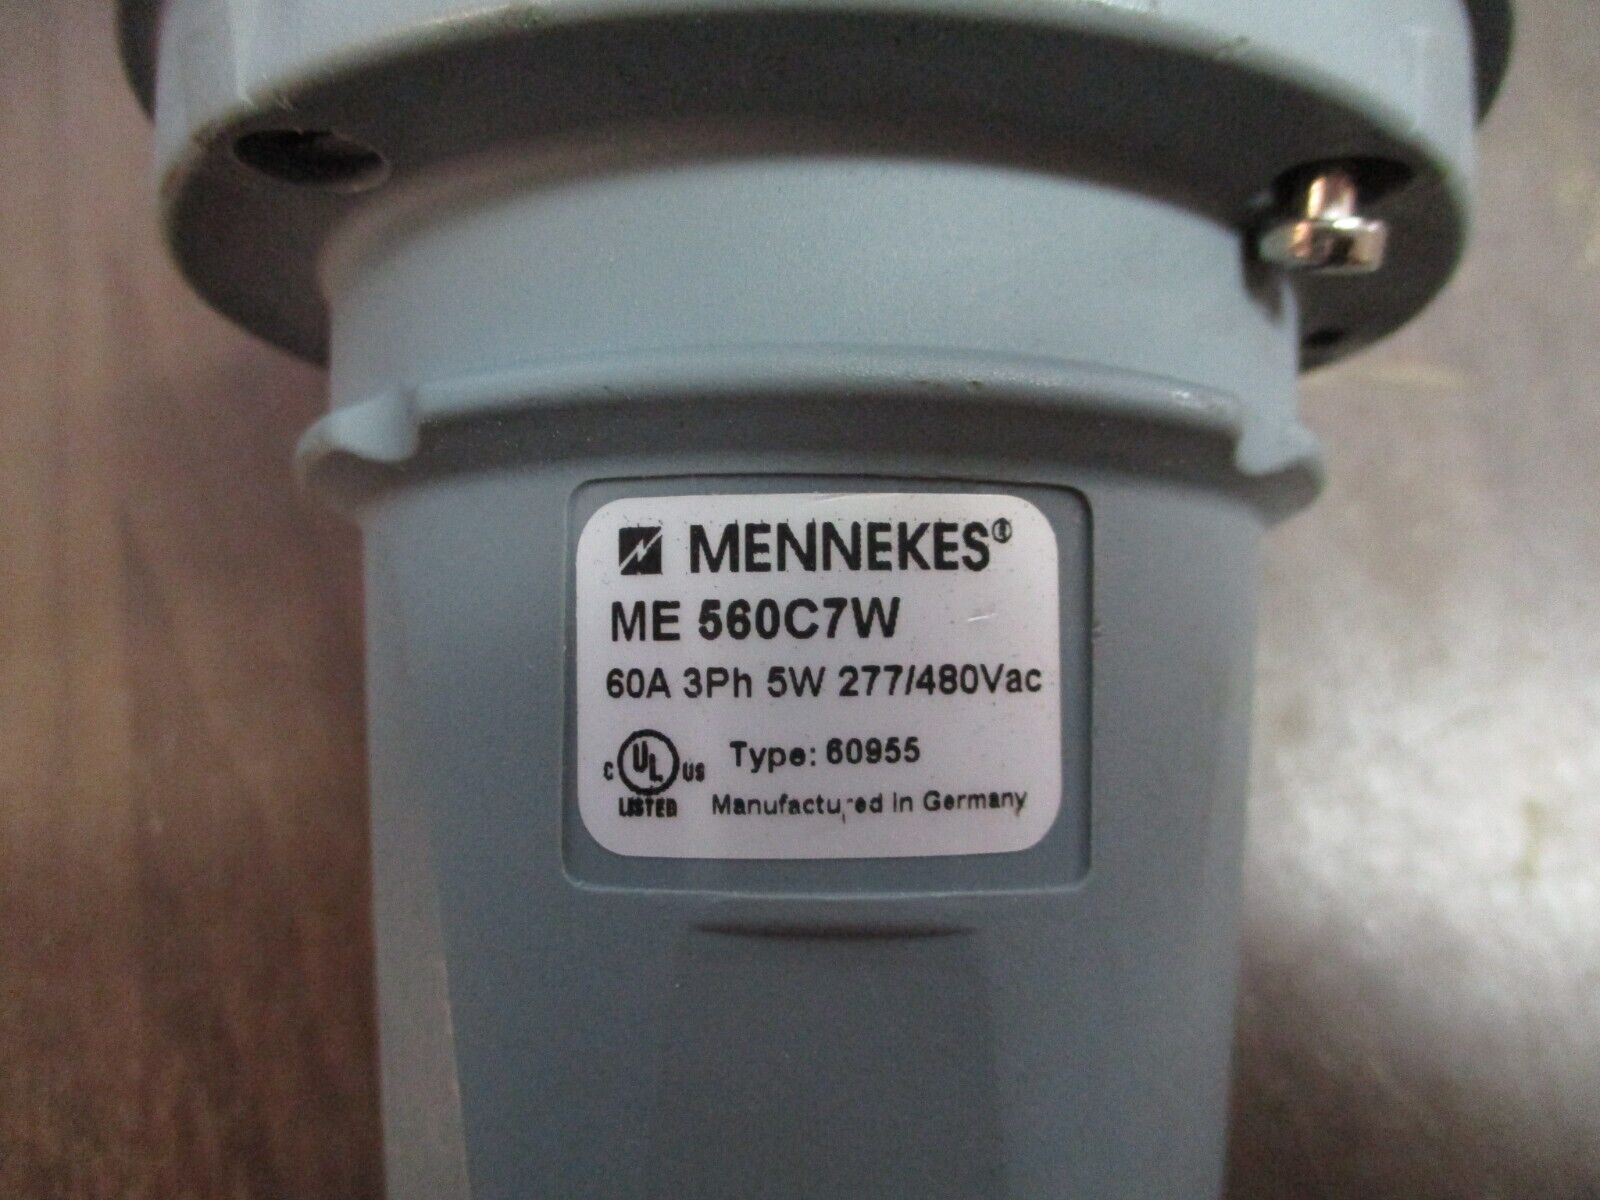 MENNEKES®
ME 560C7W
60A 3Ph 5W 277/480Vac
C UL US Type: 60955
LISTED Manufactured in Germany